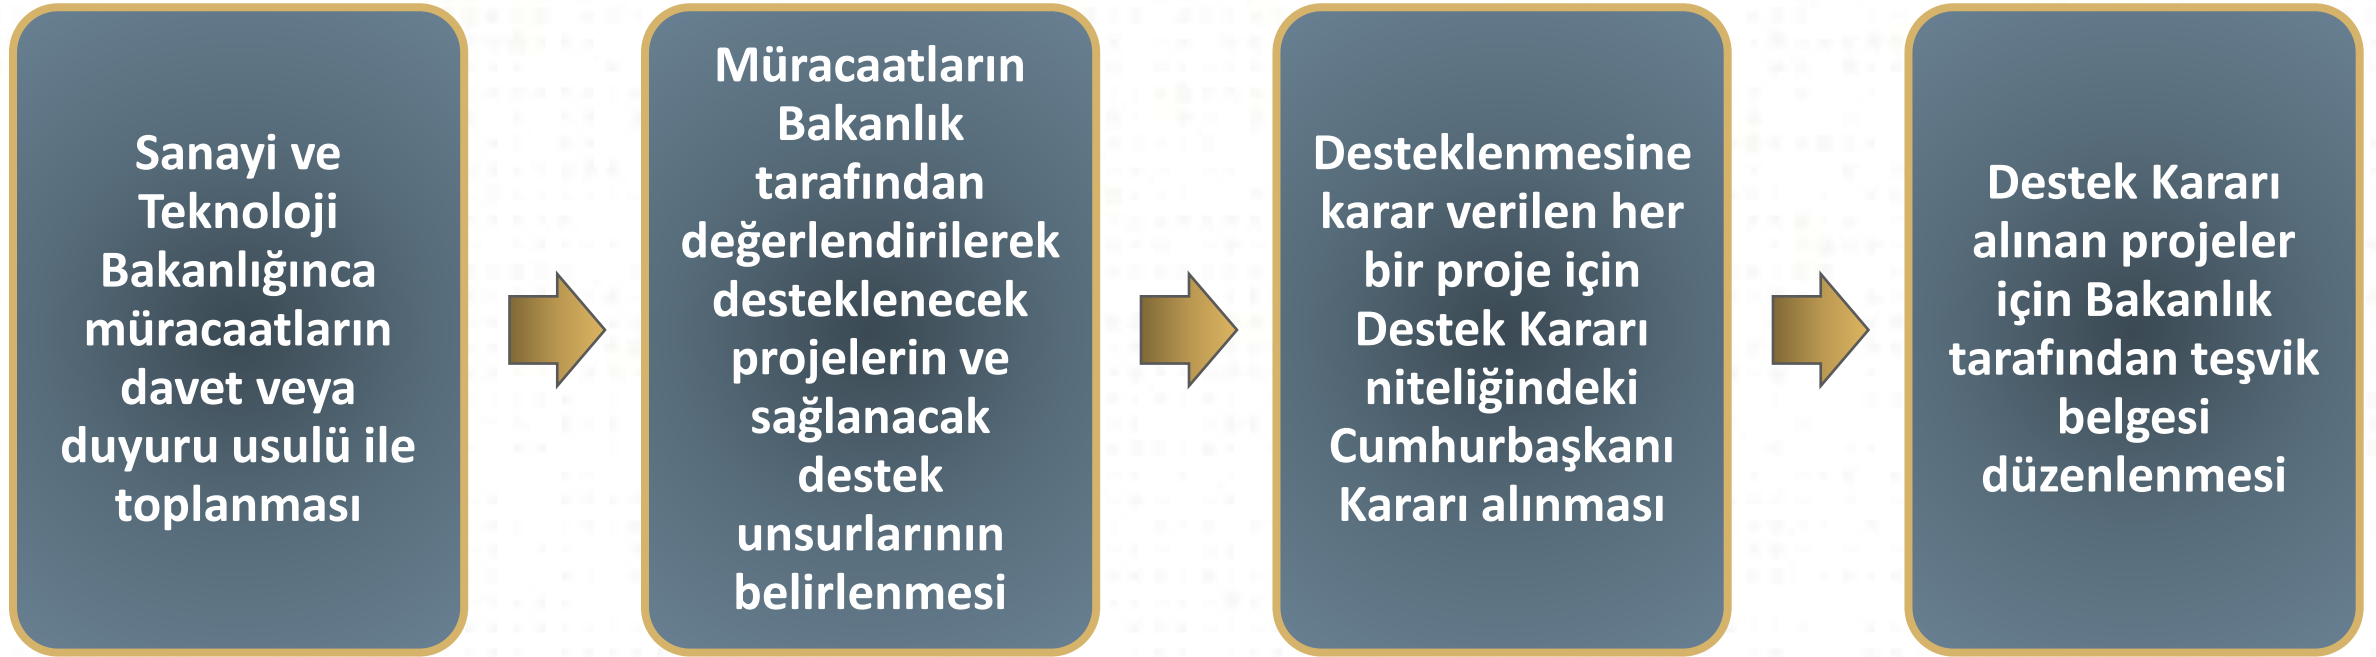 Sanayi ve
Teknoloji
Bakanlığınca
müracaatların
davet veya
duyuru usulü ile
toplanması
Müracaatların
Bakanlık
tarafından
değerlendirilerek
desteklenecek
projelerin ve
sağlanacak
destek
unsurlarının
belirlenmesi
Desteklenmesine
karar verilen her
bir proje için
Destek Kararı
niteliğindeki
Cumhurbaşkanı
Kararı alınması
Destek Kararı
alınan projeler
için Bakanlık
tarafından teşvik
belgesi
düzenlenmesi